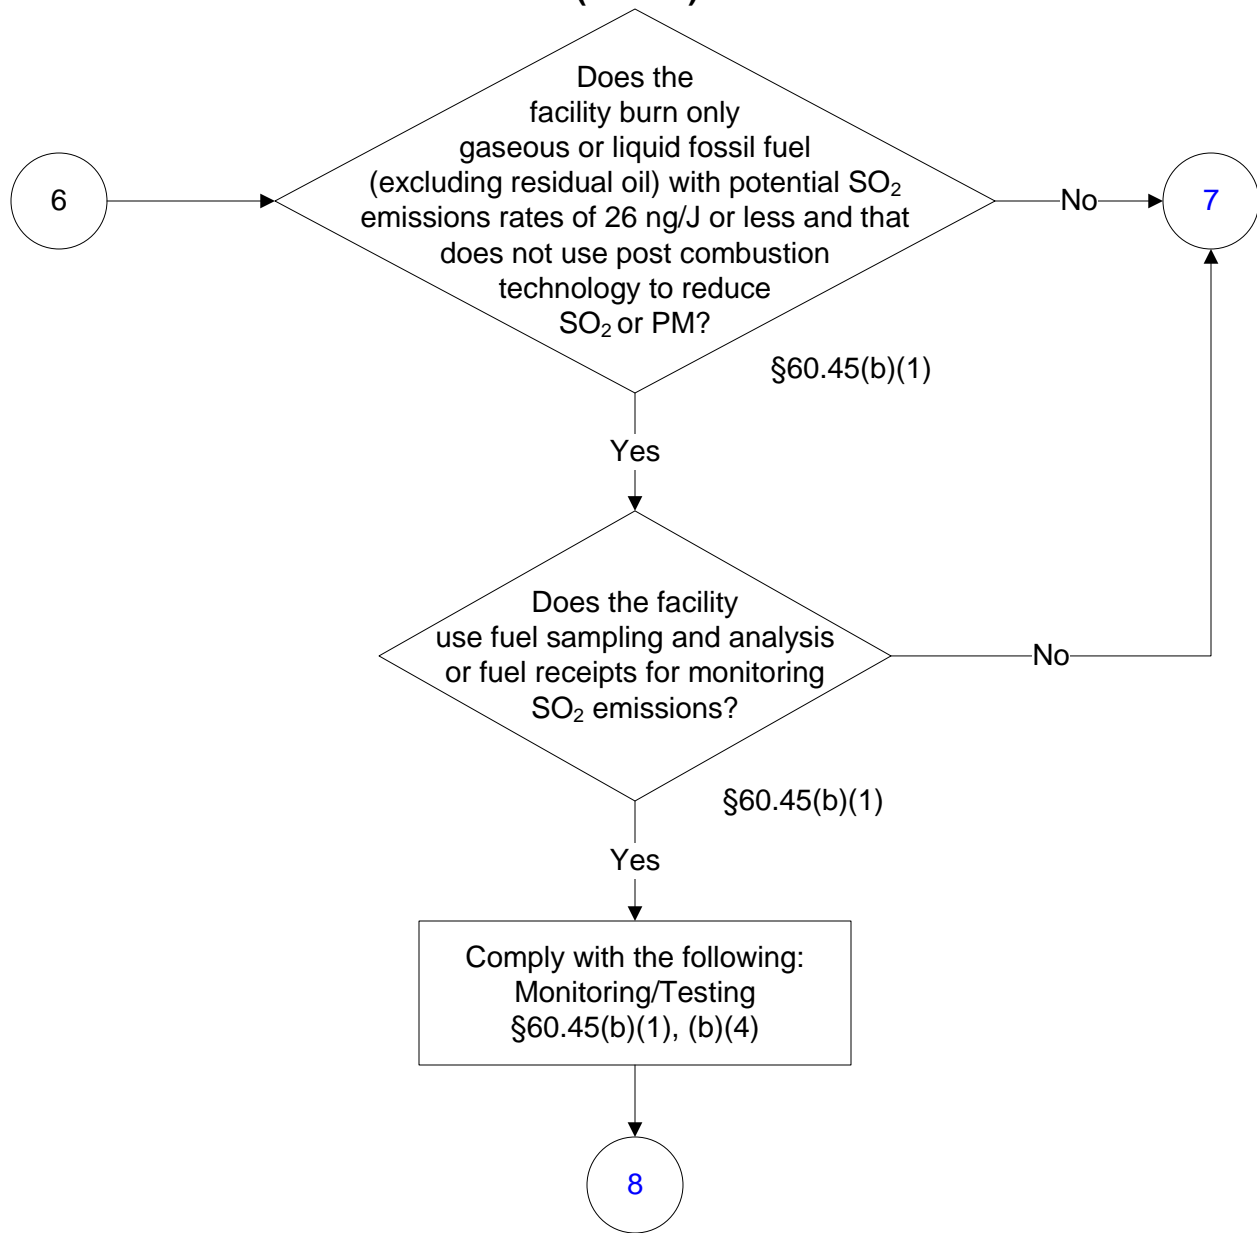 Does the
facility burn only
gaseous or liquid fossil fuel
(excluding residual oil) with potential SO₂
emissions rates of 26 ng/J or less and that
does not use post combustion
technology to reduce
SO₂ or PM?
6
No
7
§60.45(b)(1)
Yes
Does the facility
use fuel sampling and analysis
or fuel receipts for monitoring
SO₂ emissions?
No
§60.45(b)(1)
Yes
Comply with the following:
Monitoring/Testing
§60.45(b)(1), (b)(4)
8